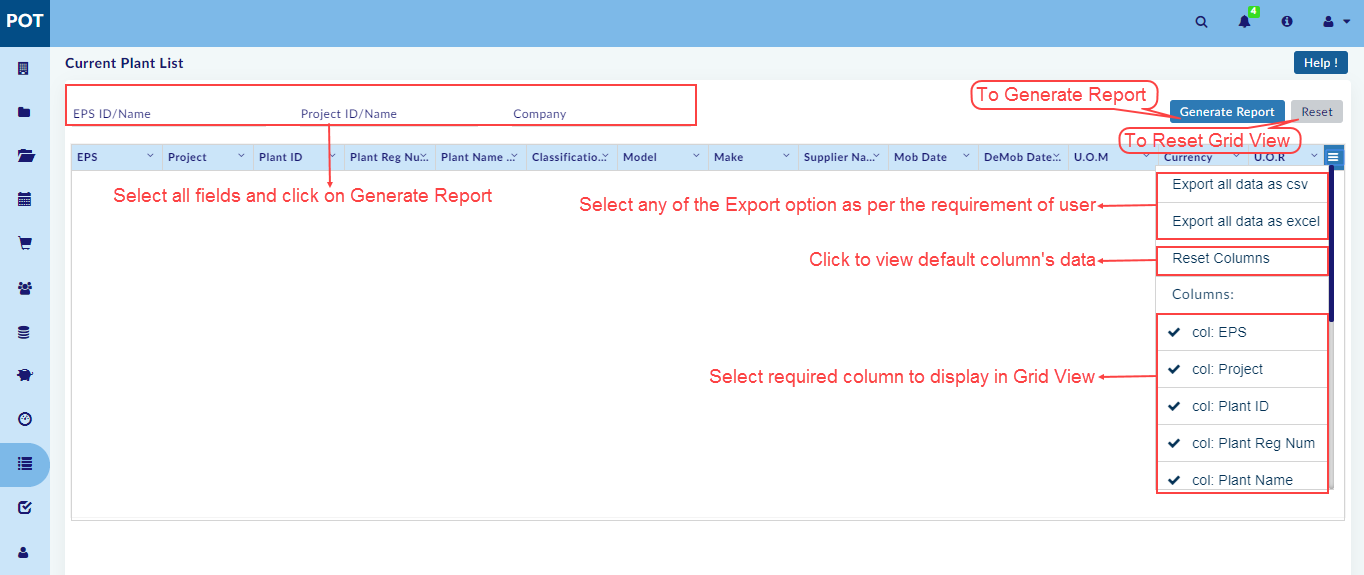 POT
4
Current Plant List
Help !
EPS ID/Name
Project ID/Name
Company
To Generate Report
Generate Report
Reset
To Reset Grid View
EPS
Project
Plant ID
Plant Reg Nu...
Plant Name ...
Classificatio...
Model
Make
Supplier Na...
Mob Date
DeMob Date...
U.O.M
Currency
U.O.R
Select all fields and click on Generate Report
Export all data as csv
Select any of the Export option as per the requirement of user
Export all data as excel
Click to view default column's data
Reset Columns
Columns:
col: EPS
col: Project
Select required column to display in Grid View
col: Plant ID
col: Plant Reg Num
col: Plant Name